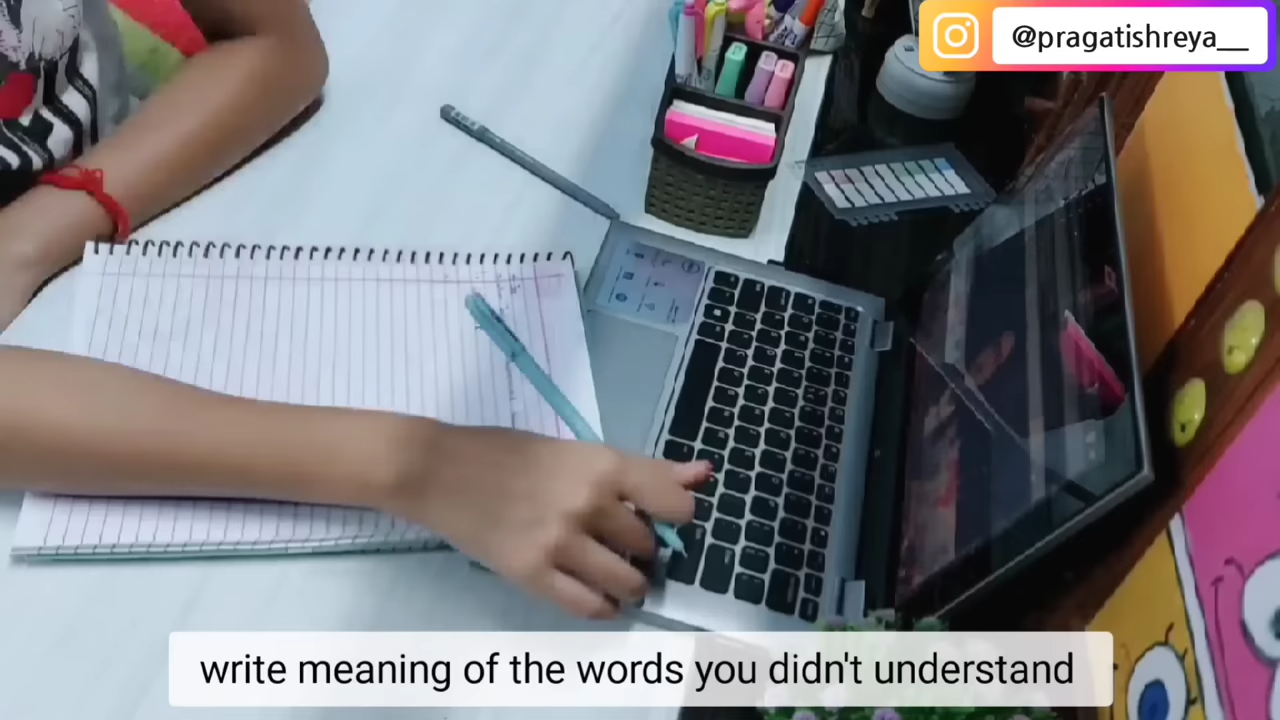 @pragatishreya__
write meaning of the words you didn't understand